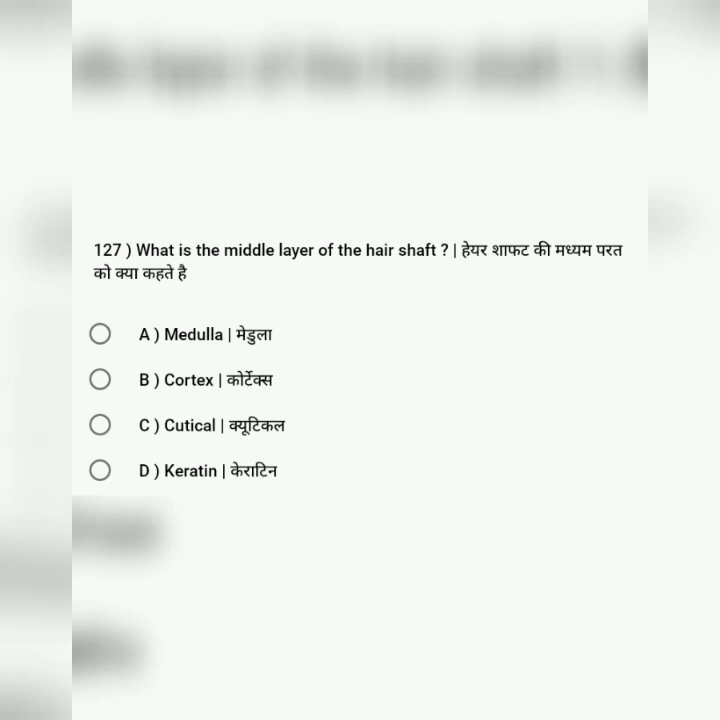 127 ) What is the middle layer of the hair shaft ? | हेयर शाफट की मध्यम परत
को क्या कहते है
A ) Medulla | मेडुला
B ) Cortex | कोर्टेक्स
C ) Cutical | क्यूटिकल
D ) Keratin | केराटिन